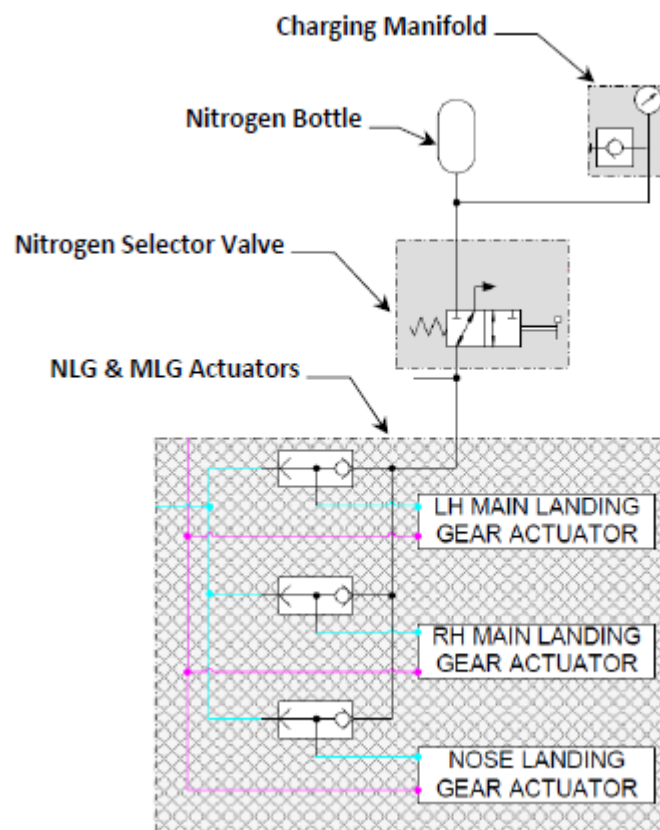 Charging Manifold
Nitrogen Bottle
Nitrogen Selector Valve
NLG & MLG Actuators
LH MAIN LANDING
GEAR ACTUATOR
RH MAIN LANDING
GEAR ACTUATOR
NOSE LANDING
GEAR ACTUATOR